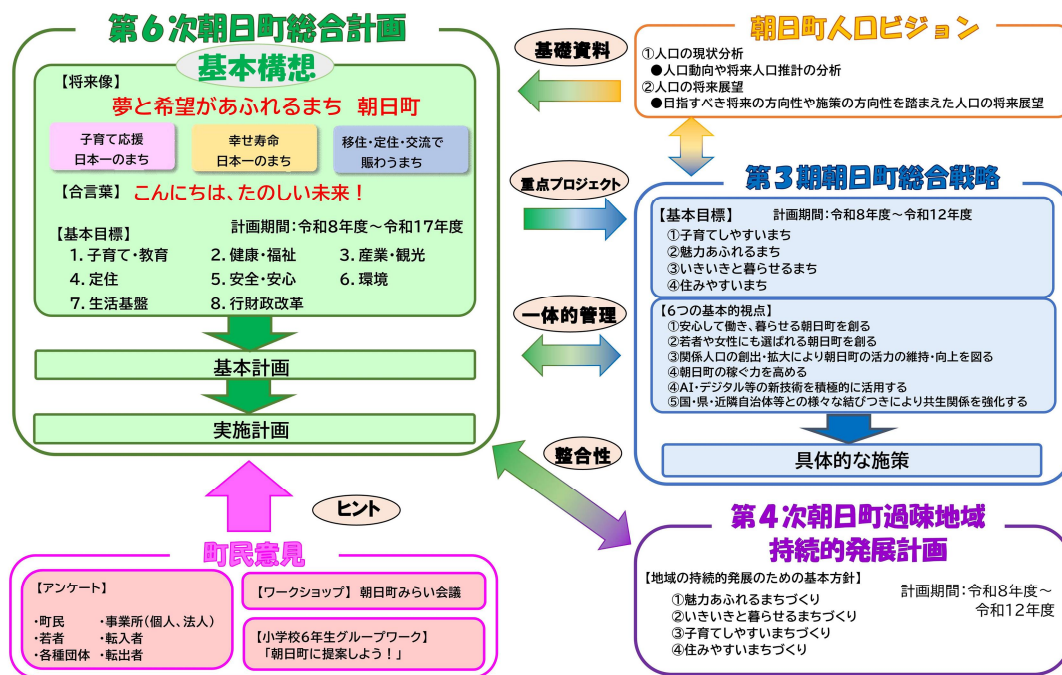 第6次朝日町総合計画
基本構想
【将来像】
夢と希望があふれるまち 朝日町
子育て応援
日本一のまち
幸せ寿命
日本一のまち
移住・定住・交流で
賑わうまち
【合言葉】こんにちは、たのしい未来!
計画期間:令和8年度~令和17年度
【基本目標】
1.子育て・教育 2.健康・福祉 3.産業・観光
4.定住 5.安全・安心 6.環境
7.生活基盤 8.行財政改革
基本計画
実施計画
ヒント
町民意見
【アンケート】
・町民 ・事業所(個人、法人)
・若者 ・転入者
・各種団体 ・転出者
【ワークショップ】 朝日町みらい会議
【小学校6年生グループワーク】
「朝日町に提案しよう!」
基礎資料
重点プロジェクト
一体的管理
整合性
朝日町人口ビジョン
①人口の現状分析
●人口動向や将来人口推計の分析
②人口の将来展望
●目指すべき将来の方向性や施策の方向性を踏まえた人口の将来展望
第3期朝日町総合戦略
【基本目標】 計画期間:令和8年度~令和12年度
①子育てしやすいまち
②魅力あふれるまち
③いきいきと暮らせるまち
④住みやすいまち
【6つの基本的視点】
①安心して働き、暮らせる朝日町を創る
②若者や女性にも選ばれる朝日町を創る
③関係人口の創出・拡大により朝日町の活力の維持・向上を図る
④朝日町の稼ぐ力を高める
④AI・デジタル等の新技術を積極的に活用する
⑤国・県・近隣自治体等との様々な結びつきにより共生関係を強化する
具体的な施策
第4次朝日町過疎地域
持続的発展計画
【地域の持続的発展のための基本方針】
①魅力あふれるまちづくり
②いきいきと暮らせるまちづくり
③子育てしやすいまちづくり
④住みやすいまちづくり
計画期間:令和8年度~
令和12年度